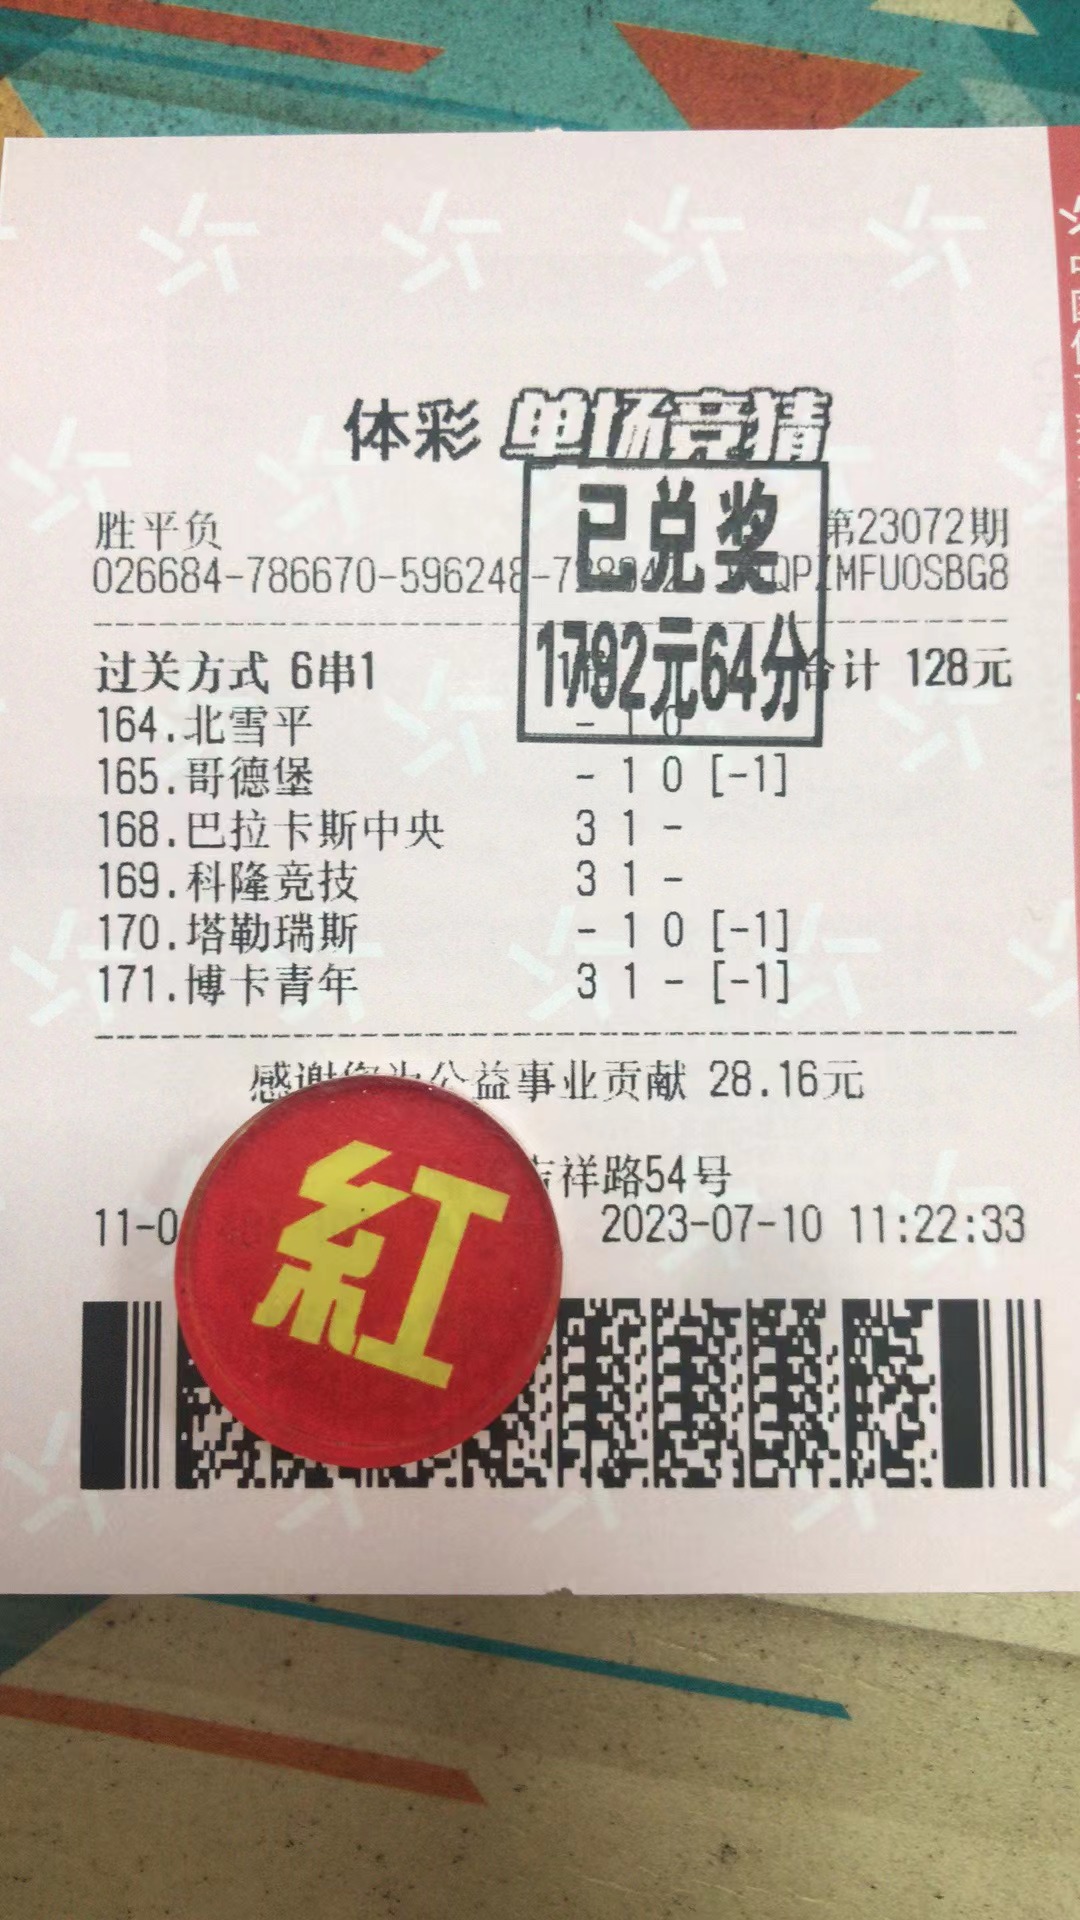 体彩 单场竞猜
已兑奖
胜平负 第23072期
026684-786670-596248 MFUOSBG8
1792元64分
过关方式 6串1 合计 128元
164.北雪平 - 1 0
165.哥德堡 - 1 0 [-1]
168.巴拉卡斯中央 3 1 -
169.科隆竞技 3 1 -
170.塔勒瑞斯 - 1 0 [-1]
171.博卡青年 3 1 - [-1]
感谢您为公益事业贡献 28.16元
吉祥路54号
11-0 2023-07-10 11:22:33
紅